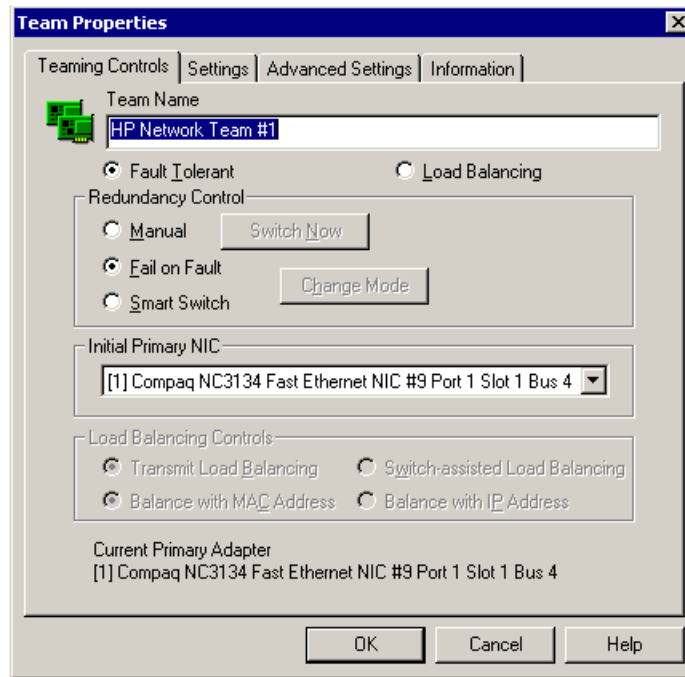 Team Properties
Teaming Controls Settings Advanced Settings Information
Team Name
HP Network Team #1
Fault Tolerant Load Balancing
Redundancy Control
Manual Switch Now
Fail on Fault
Change Mode
Smart Switch
Initial Primary NIC
[1] Compaq NC3134 Fast Ethernet NIC #9 Port 1 Slot 1 Bus 4
Load Balancing Controls
Transmit Load Balancing Switch-assisted Load Balancing
Balance with MAC Address Balance with IP Address
Current Primary Adapter
[1] Compaq NC3134 Fast Ethernet NIC #9 Port 1 Slot 1 Bus 4
OK Cancel Help